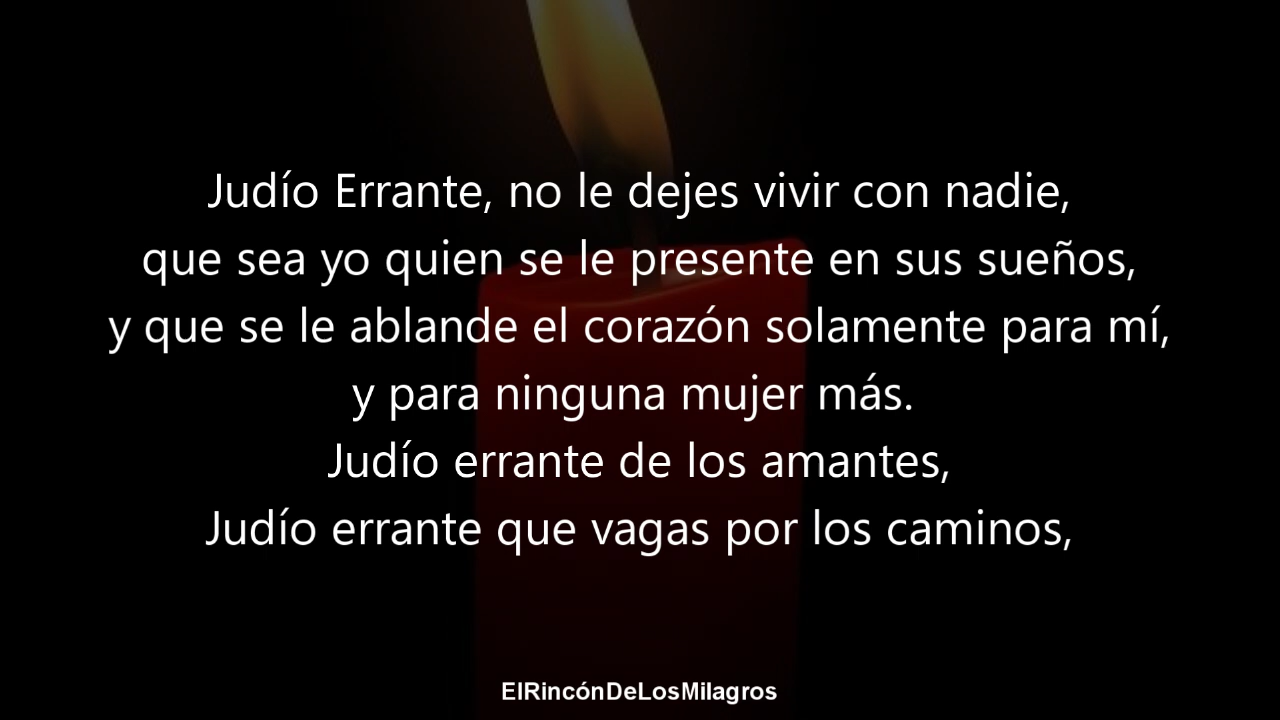 Judío Errante, no le dejes vivir con nadie,
que sea yo quien se le presente en sus sueños,
y que se le ablande el corazón solamente para mí,
y para ninguna mujer más.
Judío errante de los amantes,
Judío errante que vagas por los caminos,
ElRincónDeLosMilagros